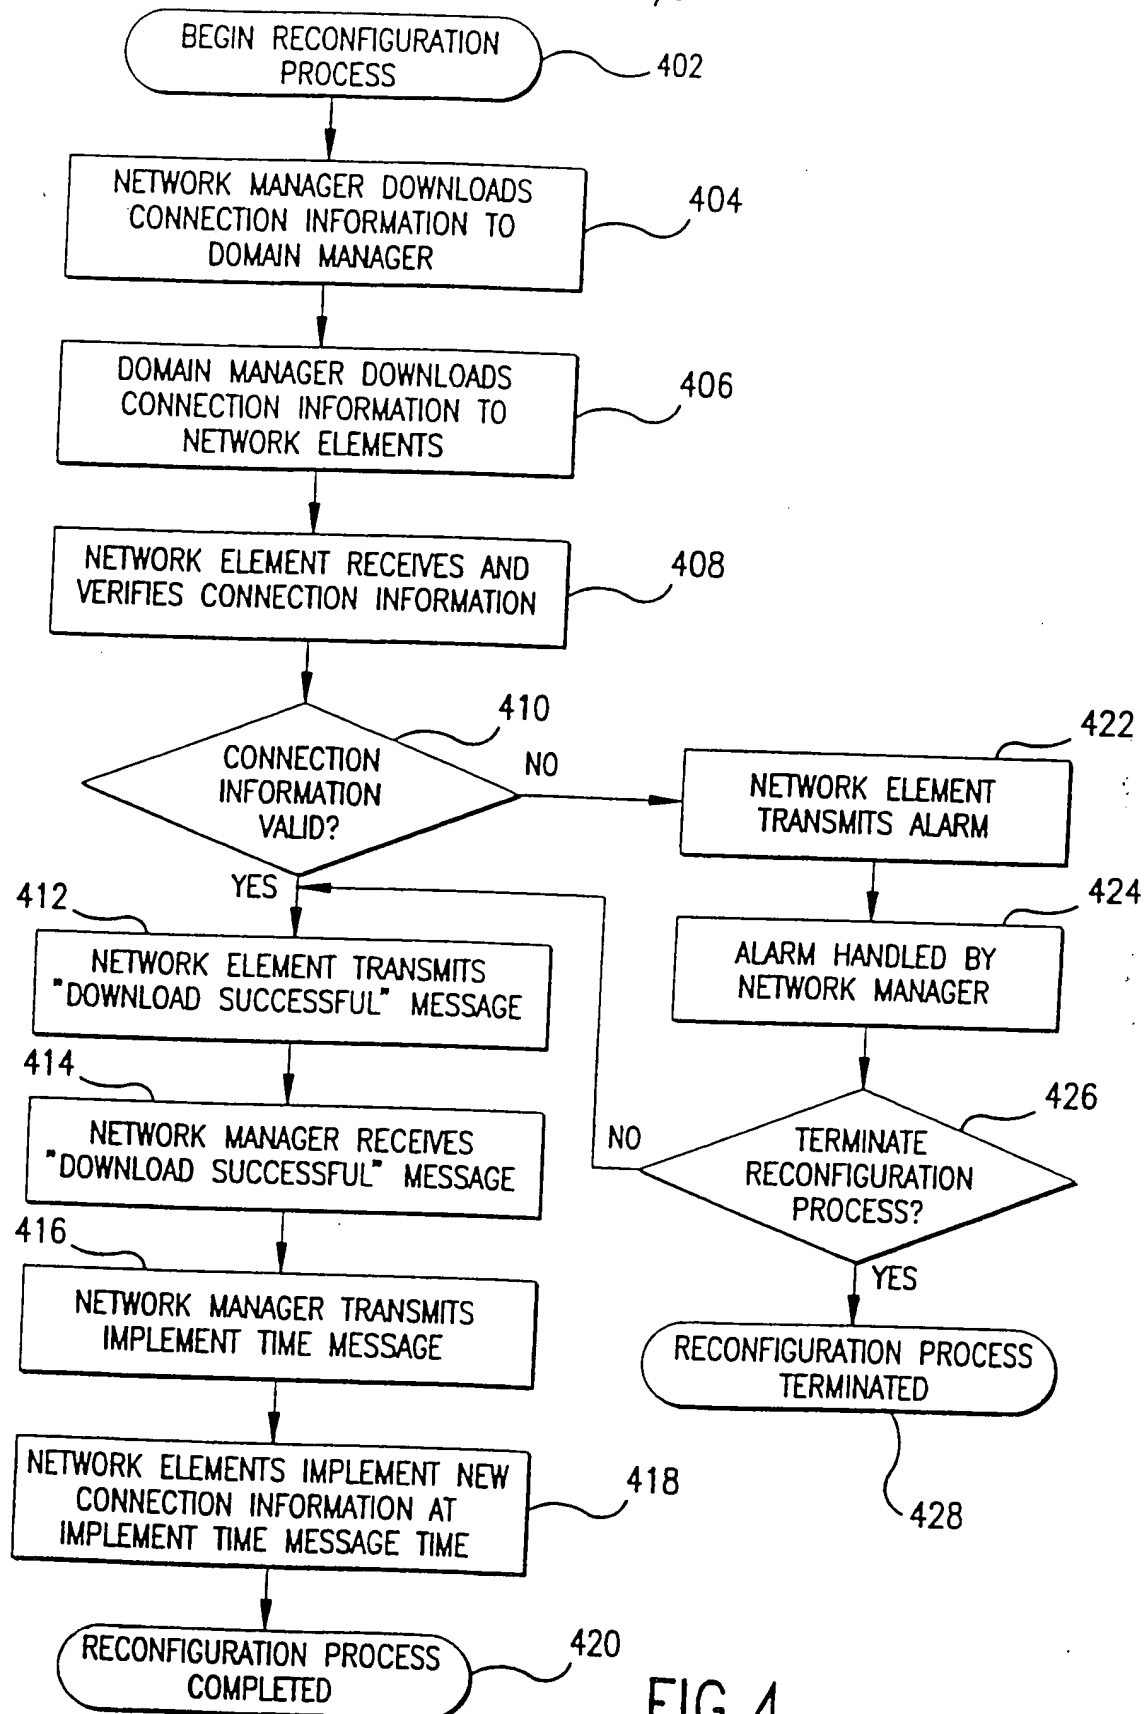 BEGIN RECONFIGURATION
PROCESS
402
NETWORK MANAGER DOWNLOADS
CONNECTION INFORMATION TO
DOMAIN MANAGER
404
DOMAIN MANAGER DOWNLOADS
CONNECTION INFORMATION TO
NETWORK ELEMENTS
406
NETWORK ELEMENT RECEIVES AND
VERIFIES CONNECTION INFORMATION
408
410
CONNECTION
INFORMATION
VALID?
NO
YES
422
NETWORK ELEMENT
TRANSMITS ALARM
424
ALARM HANDLED BY
NETWORK MANAGER
412
NETWORK ELEMENT TRANSMITS
"DOWNLOAD SUCCESSFUL" MESSAGE
414
NETWORK MANAGER RECEIVES
"DOWNLOAD SUCCESSFUL" MESSAGE
426
TERMINATE
RECONFIGURATION
PROCESS?
NO
YES
416
NETWORK MANAGER TRANSMITS
IMPLEMENT TIME MESSAGE
RECONFIGURATION PROCESS
TERMINATED
428
NETWORK ELEMENTS IMPLEMENT NEW
CONNECTION INFORMATION AT
IMPLEMENT TIME MESSAGE TIME
418
RECONFIGURATION PROCESS
COMPLETED
420
FIG. 4